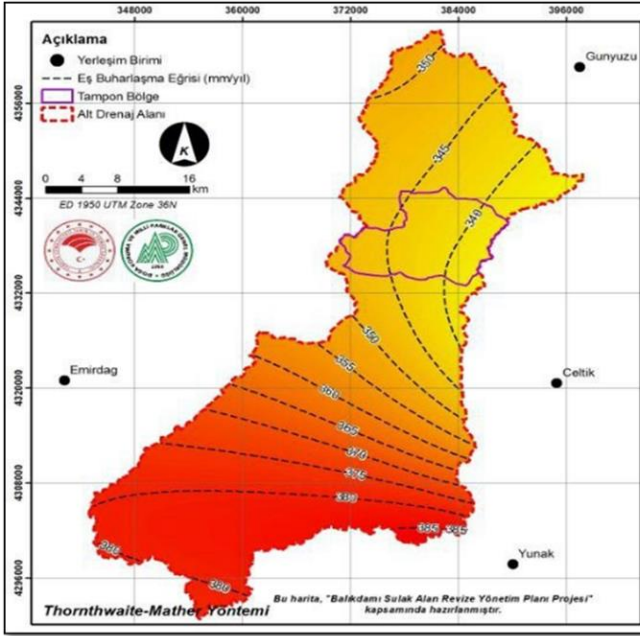 348000 360000 372000 384000 396000
Açıklama
Yerleşim Birimi
Eş Buharlaşma Eğrisi (mm/yıl)
Tampon Bölge
Alt Drenaj Alanı
K
0 4 8 16
km
ED 1950 UTM Zone 36N
4356000
4344000
4332000
4320000
4308000
4296000
Gunyuzu
Emirdag
Celtik
Yunak
350
345
340
350
355
360
365
370
375
380
385 385
380
Thornthwaite-Mather Yöntemi
Bu harita, "Balıkdamı Sulak Alan Revize Yönetim Planı Projesi"
kapsamında hazırlanmıştır.